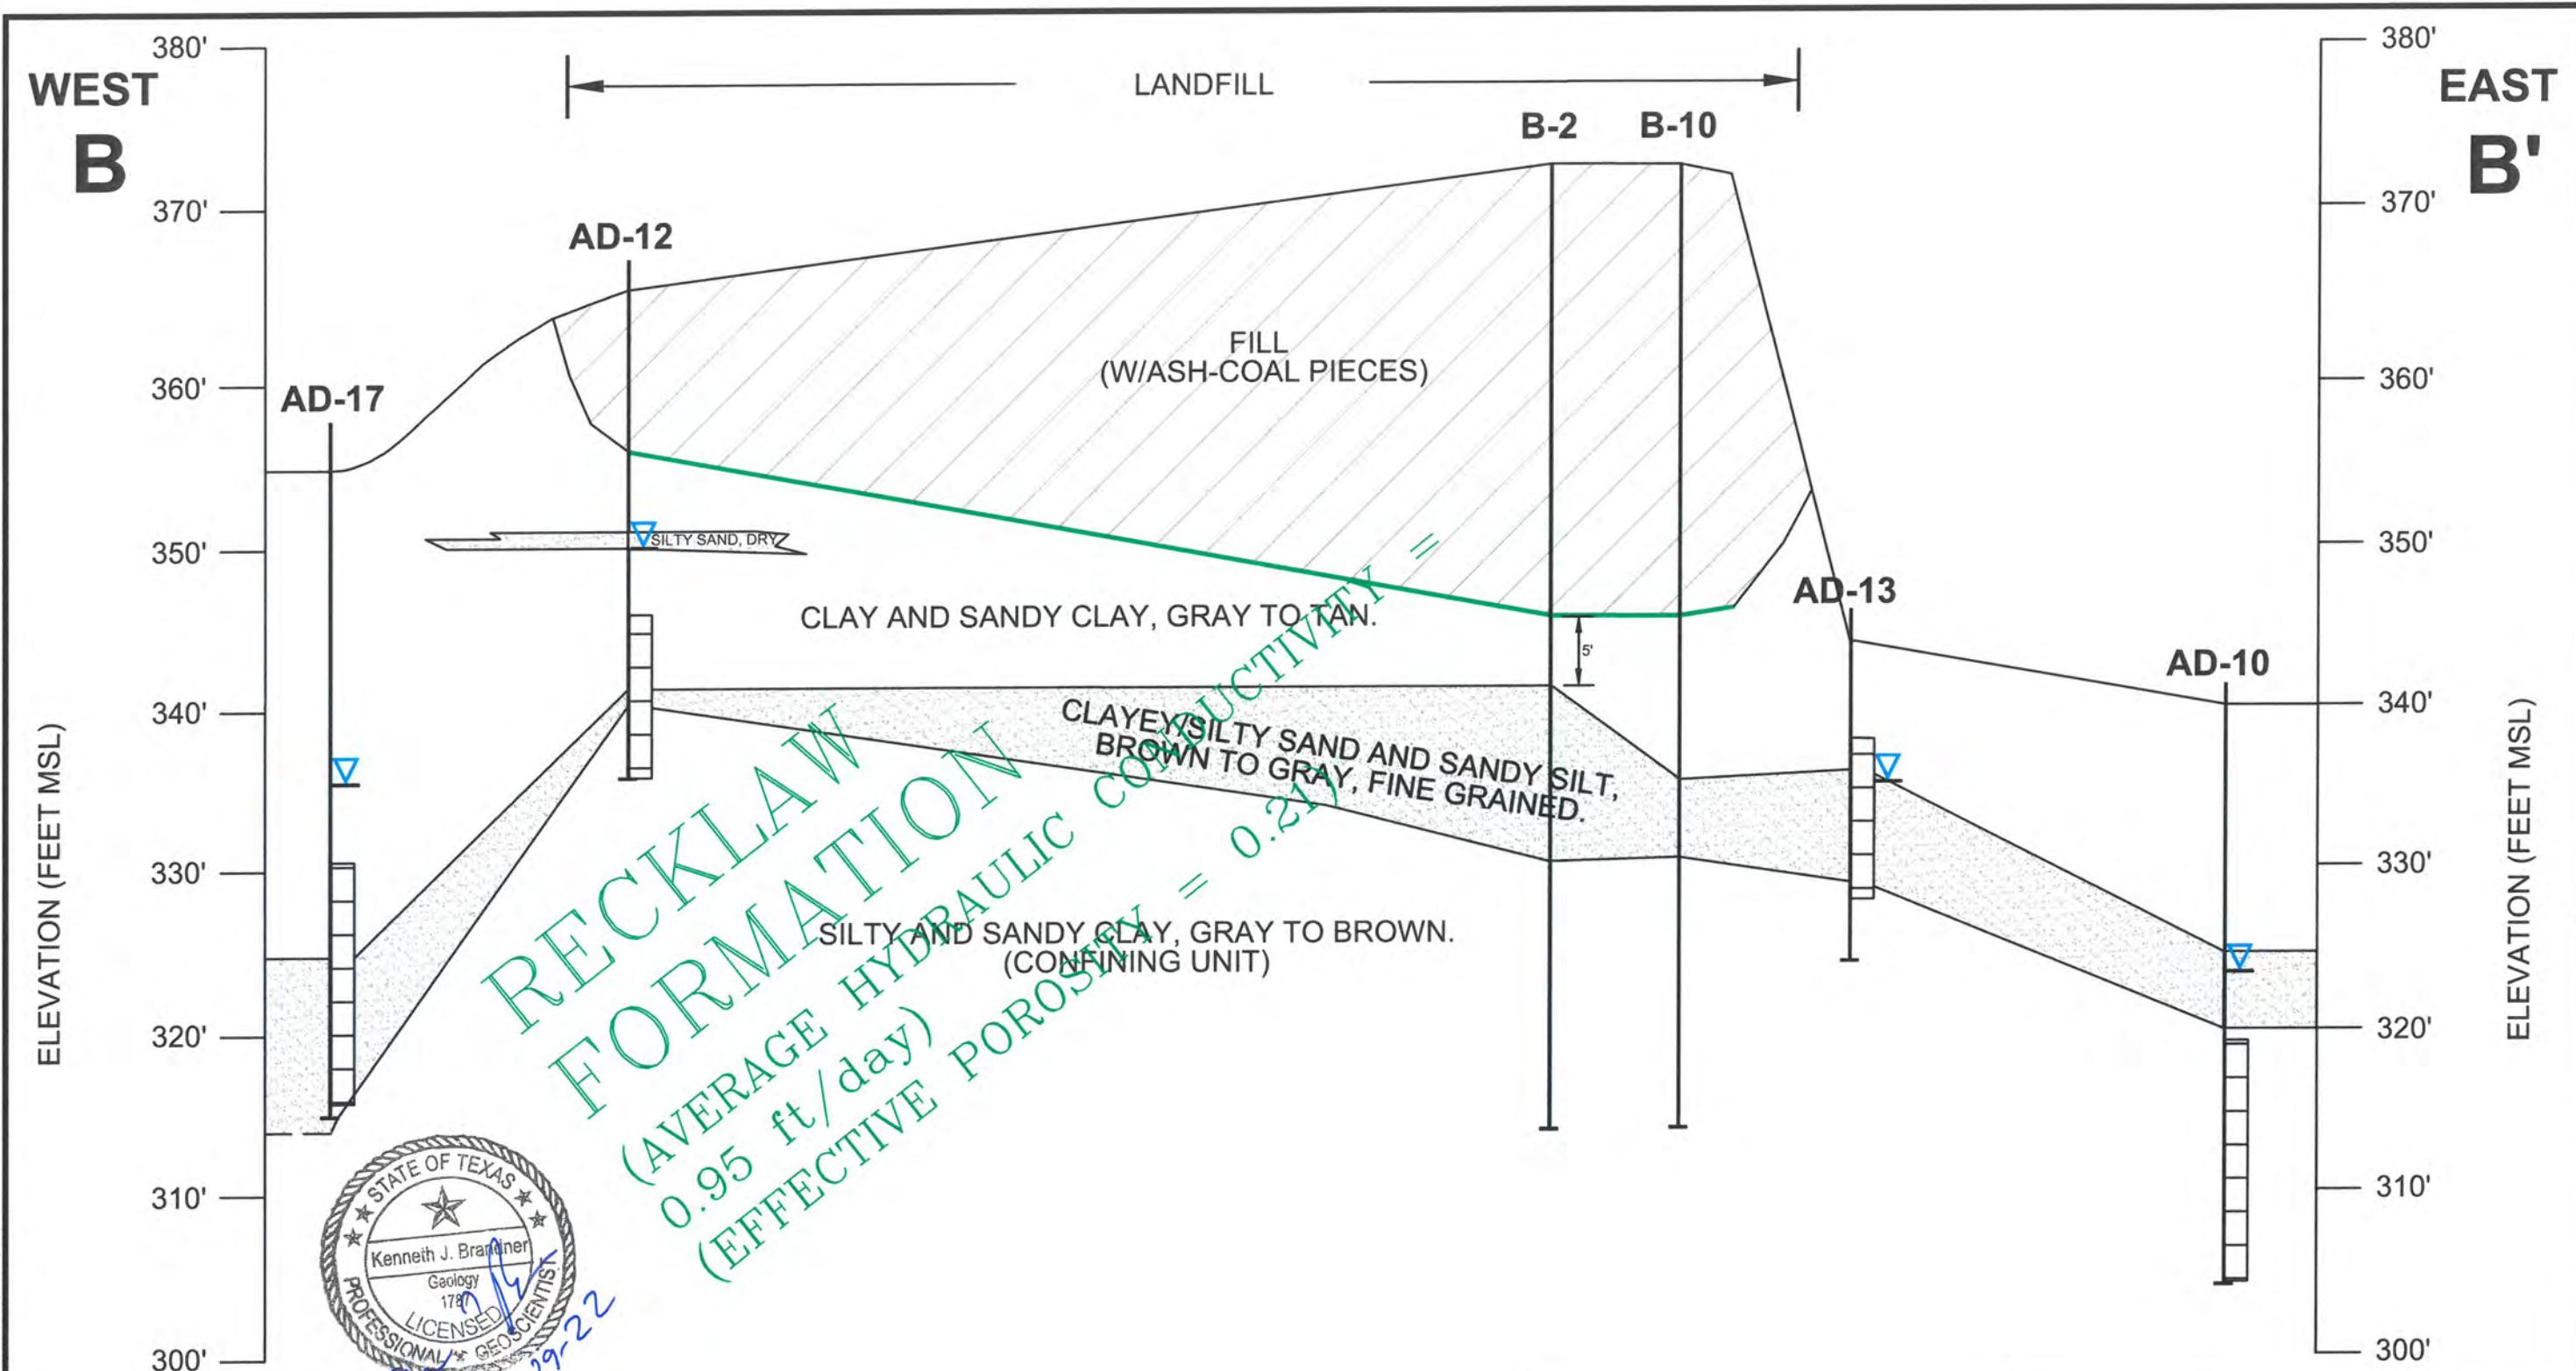 380'
380'
WEST
LANDFILL
EAST
B
B-2
B-10
B'
370'
370'
AD-12
FILL
(W/ASH-COAL PIECES)
360'
360'
AD-17
350'
SILTY SAND, DRY
350'
CLAY AND SANDY CLAY, GRAY TO TAN.
AD-13
5'
AD-10
340'
340'
CLAYEY/SILTY SAND AND SANDY SILT,
BROWN TO GRAY, FINE GRAINED.
ELEVATION (FEET MSL)
ELEVATION (FEET MSL)
330'
330'
SILTY AND SANDY CLAY, GRAY TO BROWN.
(CONFINING UNIT)
RECKLAW
FORMATION
(AVERAGE HYDRAULIC CONDUCTIVITY =
0.95 ft/day)
(EFFECTIVE POROSITY = 0.21)
320'
320'
310'
310'
STATE OF TEXAS
Kenneth J. Brandner
Geology
1787
LICENSED
PROFESSIONAL GEOSCIENTIST
29-22
300'
300'